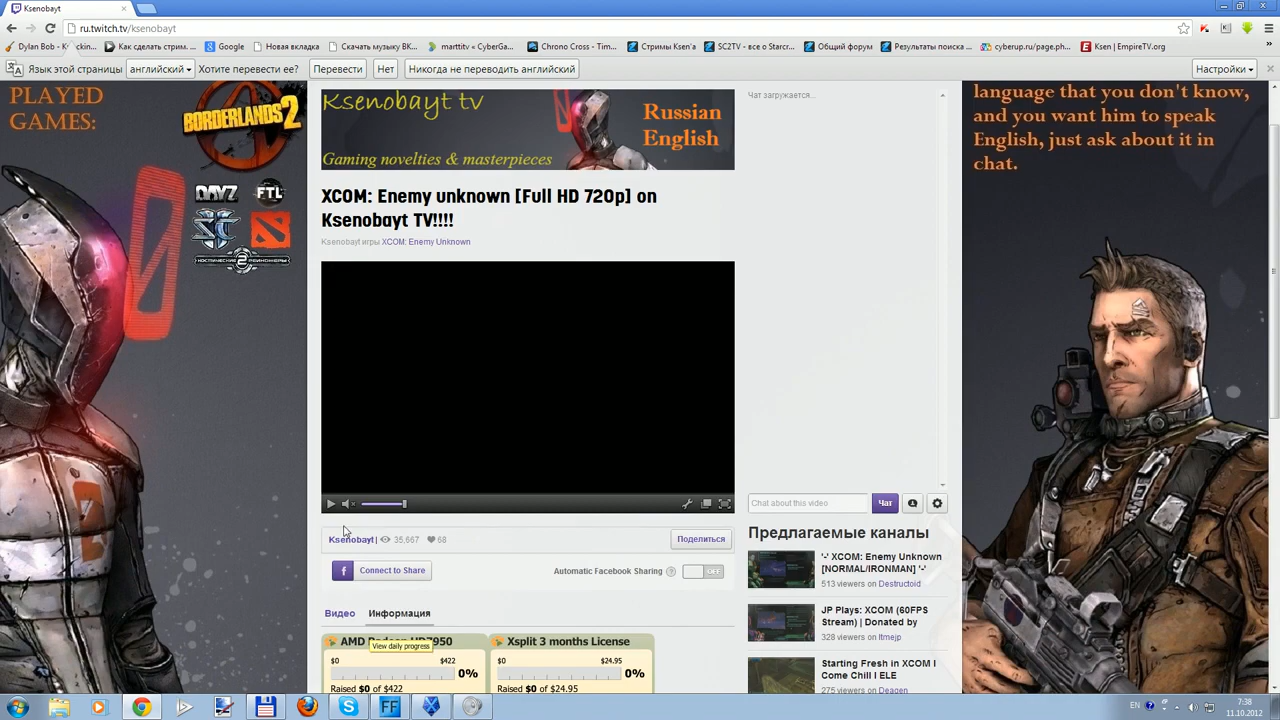 Ksenobayt
ru.twitch.tv/ksenobayt
Как сделать стрим. ...
Google
Новая вкладка
Скачать музыку ВК...
marttitv « CyberGa...
Chrono Cross - Tim...
Стримы Ksen'a
SC2TV - все о Starcr...
Общий форум
Результаты поиска ...
cyberup.ru/page.ph...
Ksen | EmpireTV.org
Язык этой страницы
английский
Хотите перевести ее?
Перевести
Нет
Никогда не переводить английский
Настройки
PLAYED
GAMES:
BORDERLANDS 2
DAYZ
FTL
Ksenobayt tv
Russian
English
Gaming novelties & masterpieces
XCOM: Enemy unknown [Full HD 720p] on
Ksenobayt TV!!!!
Ksenobayt игры XCOM: Enemy Unknown
Ksenobayt | 35,667 68
Поделиться
Connect to Share
Automatic Facebook Sharing ? OFF
Видео
Информация
AMD Radeon HD7950
View daily progress
$0 $422
0%
Raised $0 of $422
Xsplit 3 months License
$0 $24.95
0%
Raised $0 of $24.95
Чат загружается...
Chat about this video
Чат
Предлагаемые каналы
'-' XCOM: Enemy Unknown
[NORMAL/IRONMAN] '-'
513 viewers on Destructoid
JP Plays: XCOM (60FPS
Stream) | Donated by
328 viewers on Itmejp
Starting Fresh in XCOM I
Come Chill I ELE
275 viewers on Deagen
language that you don't know,
and you want him to speak
English, just ask about it in
chat.
EN
7:38
11.10.2012